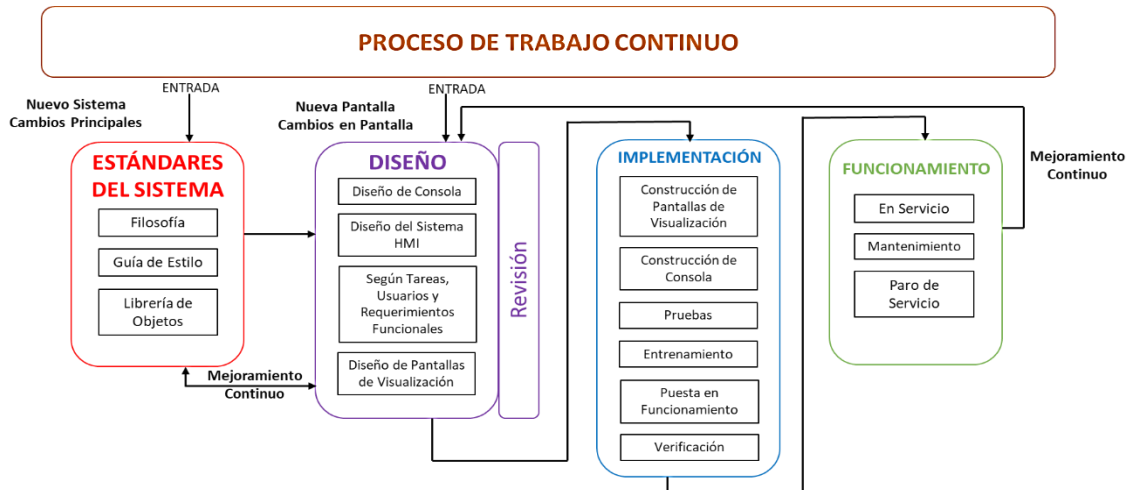 PROCESO DE TRABAJO CONTINUO
ENTRADA
Nuevo Sistema
Cambios Principales
ENTRADA
Nueva Pantalla
Cambios en Pantalla
ESTÁNDARES
DEL SISTEMA
Filosofía
Guía de Estilo
Librería de
Objetos
Mejoramiento
Continuo
DISEÑO
Diseño de Consola
Diseño del Sistema
HMI
Según Tareas,
Usuarios y
Requerimientos
Funcionales
Diseño de Pantallas
de Visualización
Revisión
IMPLEMENTACIÓN
Construcción de
Pantallas de
Visualización
Construcción de
Consola
Pruebas
Entrenamiento
Puesta en
Funcionamiento
Verificación
FUNCIONAMIENTO
En Servicio
Mantenimiento
Paro de
Servicio
Mejoramiento
Continuo